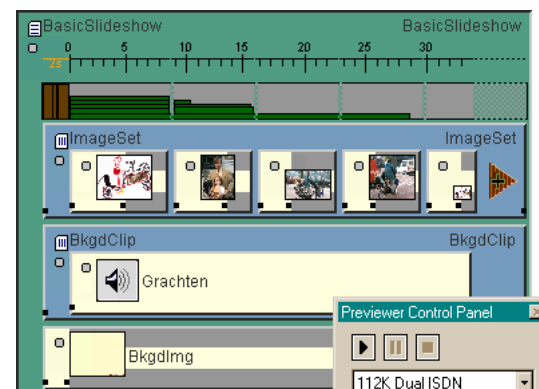 BasicSlideshow BasicSlideshow
0 5 10 15 20 25 30
2s
ImageSet ImageSet
BkgdClip BkgdClip
Grachten
Previewer Control Panel
BkgdImg
112K Dual ISDN